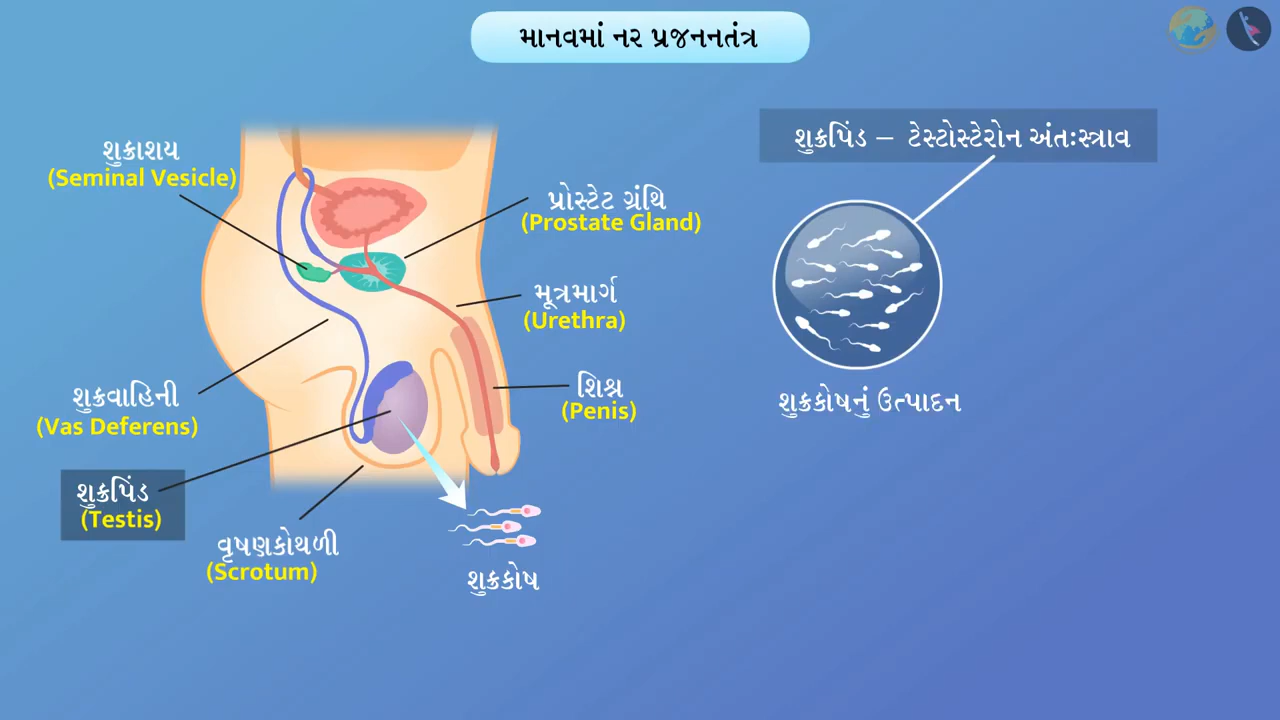 માનવમાં નર પ્રજનનતંત્ર
શુક્રાશય
(Seminal Vesicle)
પ્રોસ્ટેટ ગ્રંથિ
(Prostate Gland)
મૂત્રમાર્ગ
(Urethra)
શિશ્ન
(Penis)
શુક્રવાહિની
(Vas Deferens)
શુક્રપિંડ
(Testis)
વૃષણકોથળી
(Scrotum)
શુક્રકોષ
શુક્રપિંડ – ટેસ્ટોસ્ટેરોન અંતઃસ્ત્રાવ
શુક્રકોષનું ઉત્પાદન